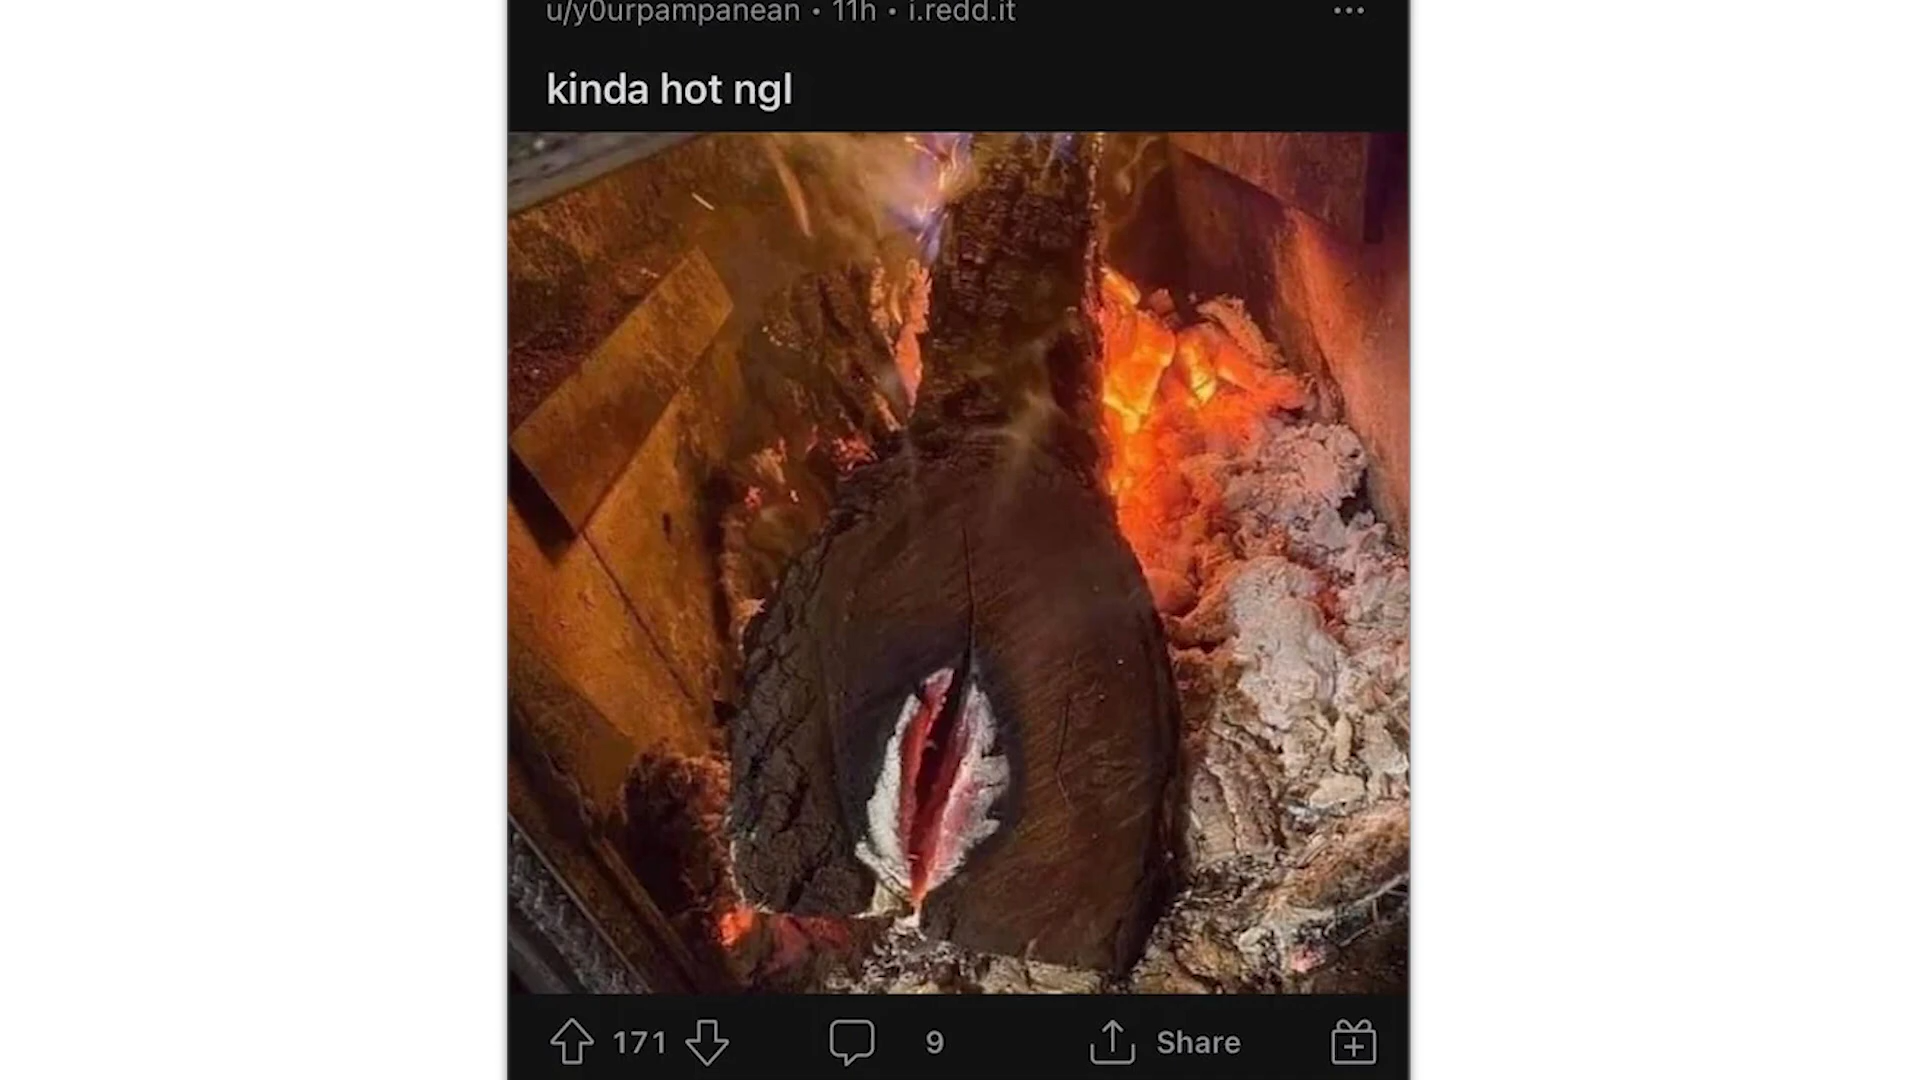 u/y0urpampanean • 11h • i.redd.it
kinda hot ngl
171
9
Share